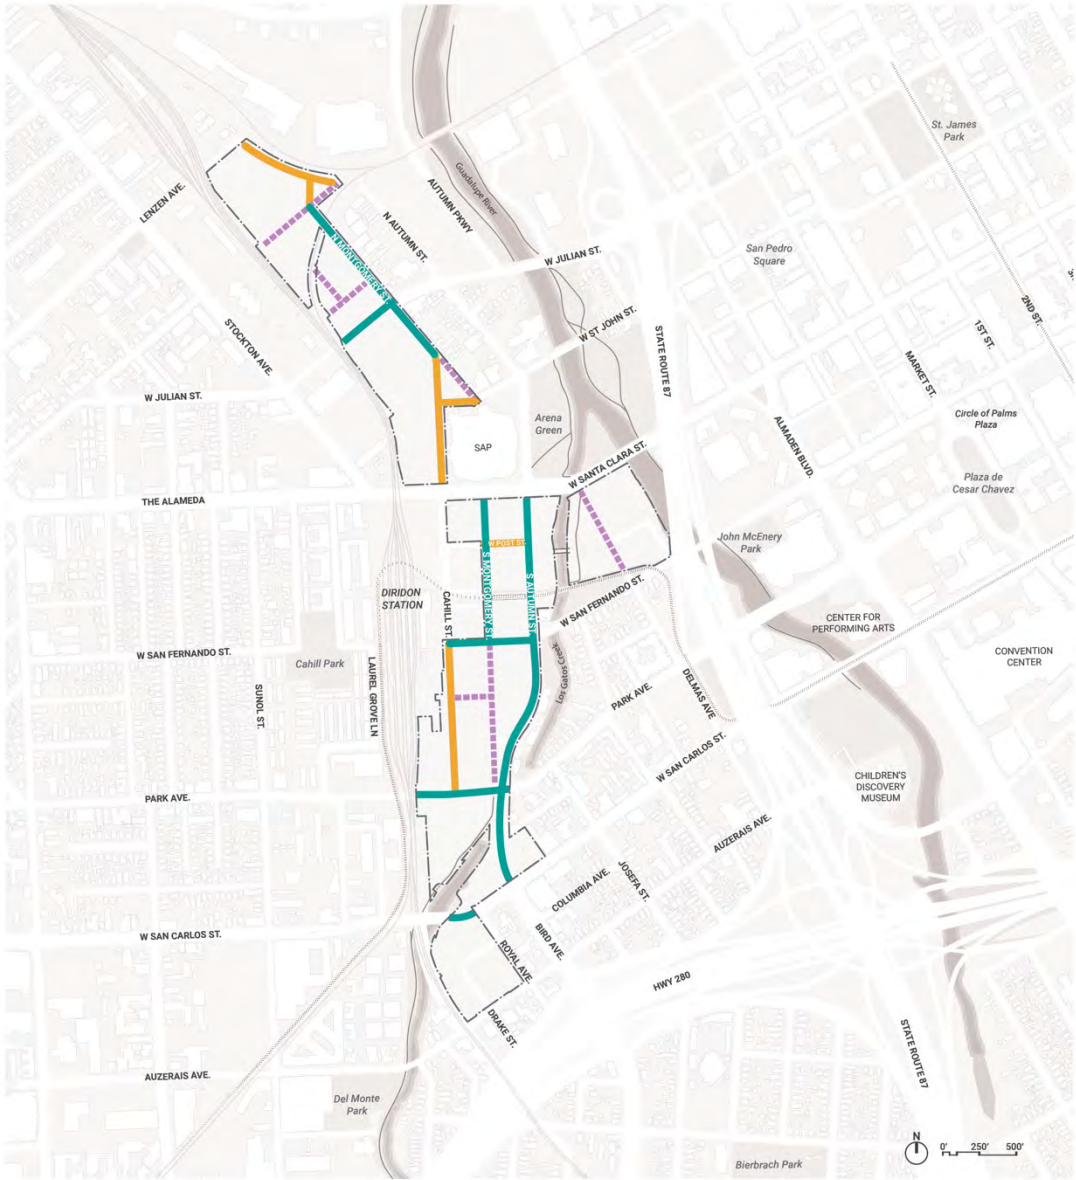 St. James
Park
LENZEN AVE.
Guadalupe River
AUTUMN PKWY
N AUTUMN ST.
N MONTGOMERY ST.
W JULIAN ST.
San Pedro
Square
2ND ST.
1ST ST.
W ST JOHN ST.
STATE ROUTE 87
STOCKTON AVE.
MARKET ST.
W JULIAN ST.
Arena
Green
ALMADEN BLVD.
Circle of Palms
Plaza
SAP
W SANTA CLARA ST.
Plaza de
Cesar Chavez
THE ALAMEDA
W POST ST.
John McEnery
Park
S MONTGOMERY ST.
S AUTUMN ST.
DIRIDON
STATION
CAHILL ST.
W SAN FERNANDO ST.
CENTER FOR
PERFORMING ARTS
W SAN FERNANDO ST.
Cahill Park
LAUREL GROVE LN
Los Gatos Creek
CONVENTION
CENTER
SUNOL ST.
PARK AVE.
DELMAS AVE
W SAN CARLOS ST.
CHILDREN'S
DISCOVERY
MUSEUM
PARK AVE.
AUZERAIS AVE.
JOSEFA ST.
COLUMBIA AVE.
W SAN CARLOS ST.
BIRD AVE.
ROYAL AVE.
HWY 280
DRAKE ST.
STATE ROUTE 87
AUZERAIS AVE.
Del Monte
Park
N
0' 250' 500'
Bierbrach Park